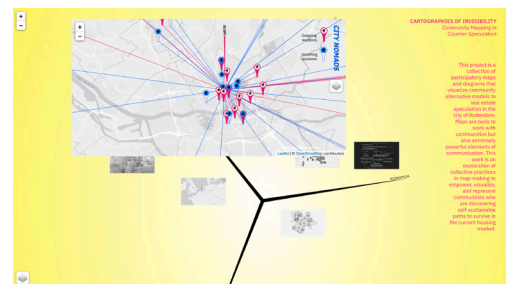 CARTOGRAPHIES OF INVISIBILITY
Community Mapping in
Counter-Speculation
This project is a
collection of
participatory maps
and diagrams that
visualize community
alternative models to
real estate
speculation in the
city of Rotterdam.
Maps are tools to
work with
communities but
also extremely
powerful elements of
communication. This
work is an
exploration of
collective practices
in map-making to
empower, visualize,
and represent
communities who
are discovering
self-sustainable
paths to survive in
the current housing
market.
+
−
+
−
CITY NOMADS
Outgoing
residents
Incoming
residents
Leaflet | © OpenStreetMap contributors